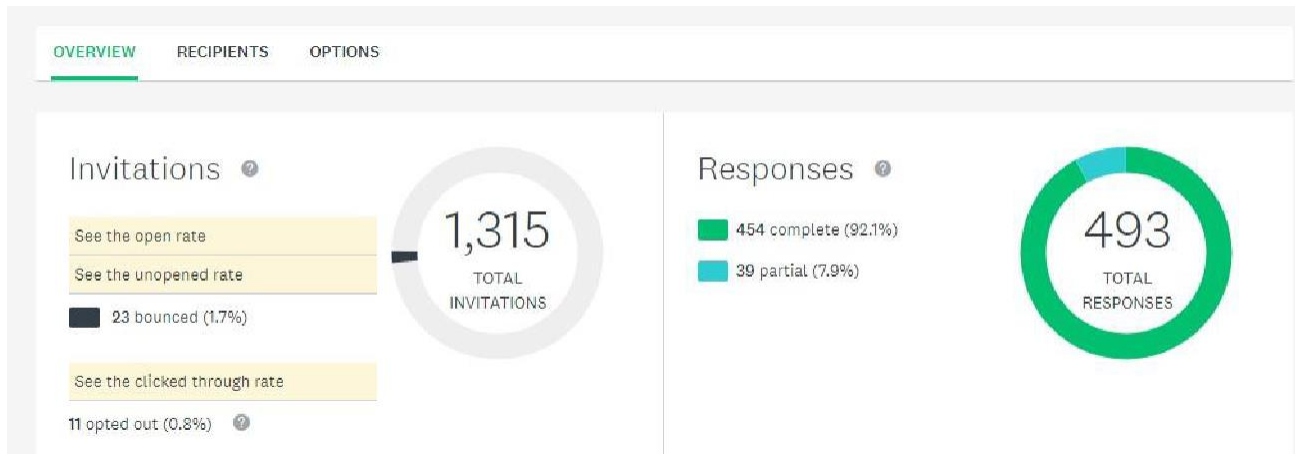 OVERVIEW RECIPIENTS OPTIONS
Invitations
See the open rate
See the unopened rate
23 bounced (1.7%)
See the clicked through rate
11 opted out (0.8%)
1,315
TOTAL
INVITATIONS
Responses
454 complete (92.1%)
39 partial (7.9%)
493
TOTAL
RESPONSES